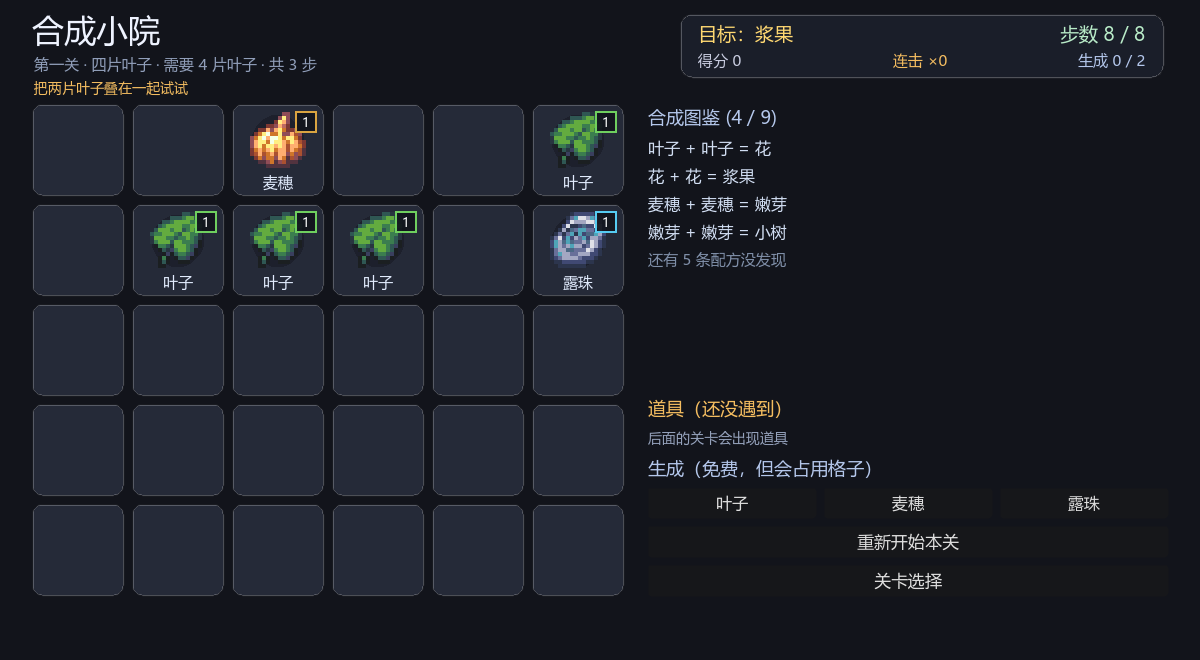 合成小院
第一关 · 四片叶子 · 需要 4 片叶子 · 共 3 步
把两片叶子叠在一起试试
目标：浆果
步数 8 / 8
得分 0
连击 ×0
生成 0 / 2
1
麦穗
1
叶子
1
叶子
1
叶子
1
叶子
1
露珠
合成图鉴 (4 / 9)
叶子 + 叶子 = 花
花 + 花 = 浆果
麦穗 + 麦穗 = 嫩芽
嫩芽 + 嫩芽 = 小树
还有 5 条配方没发现
道具（还没遇到）
后面的关卡会出现道具
生成（免费，但会占用格子）
叶子
麦穗
露珠
重新开始本关
关卡选择